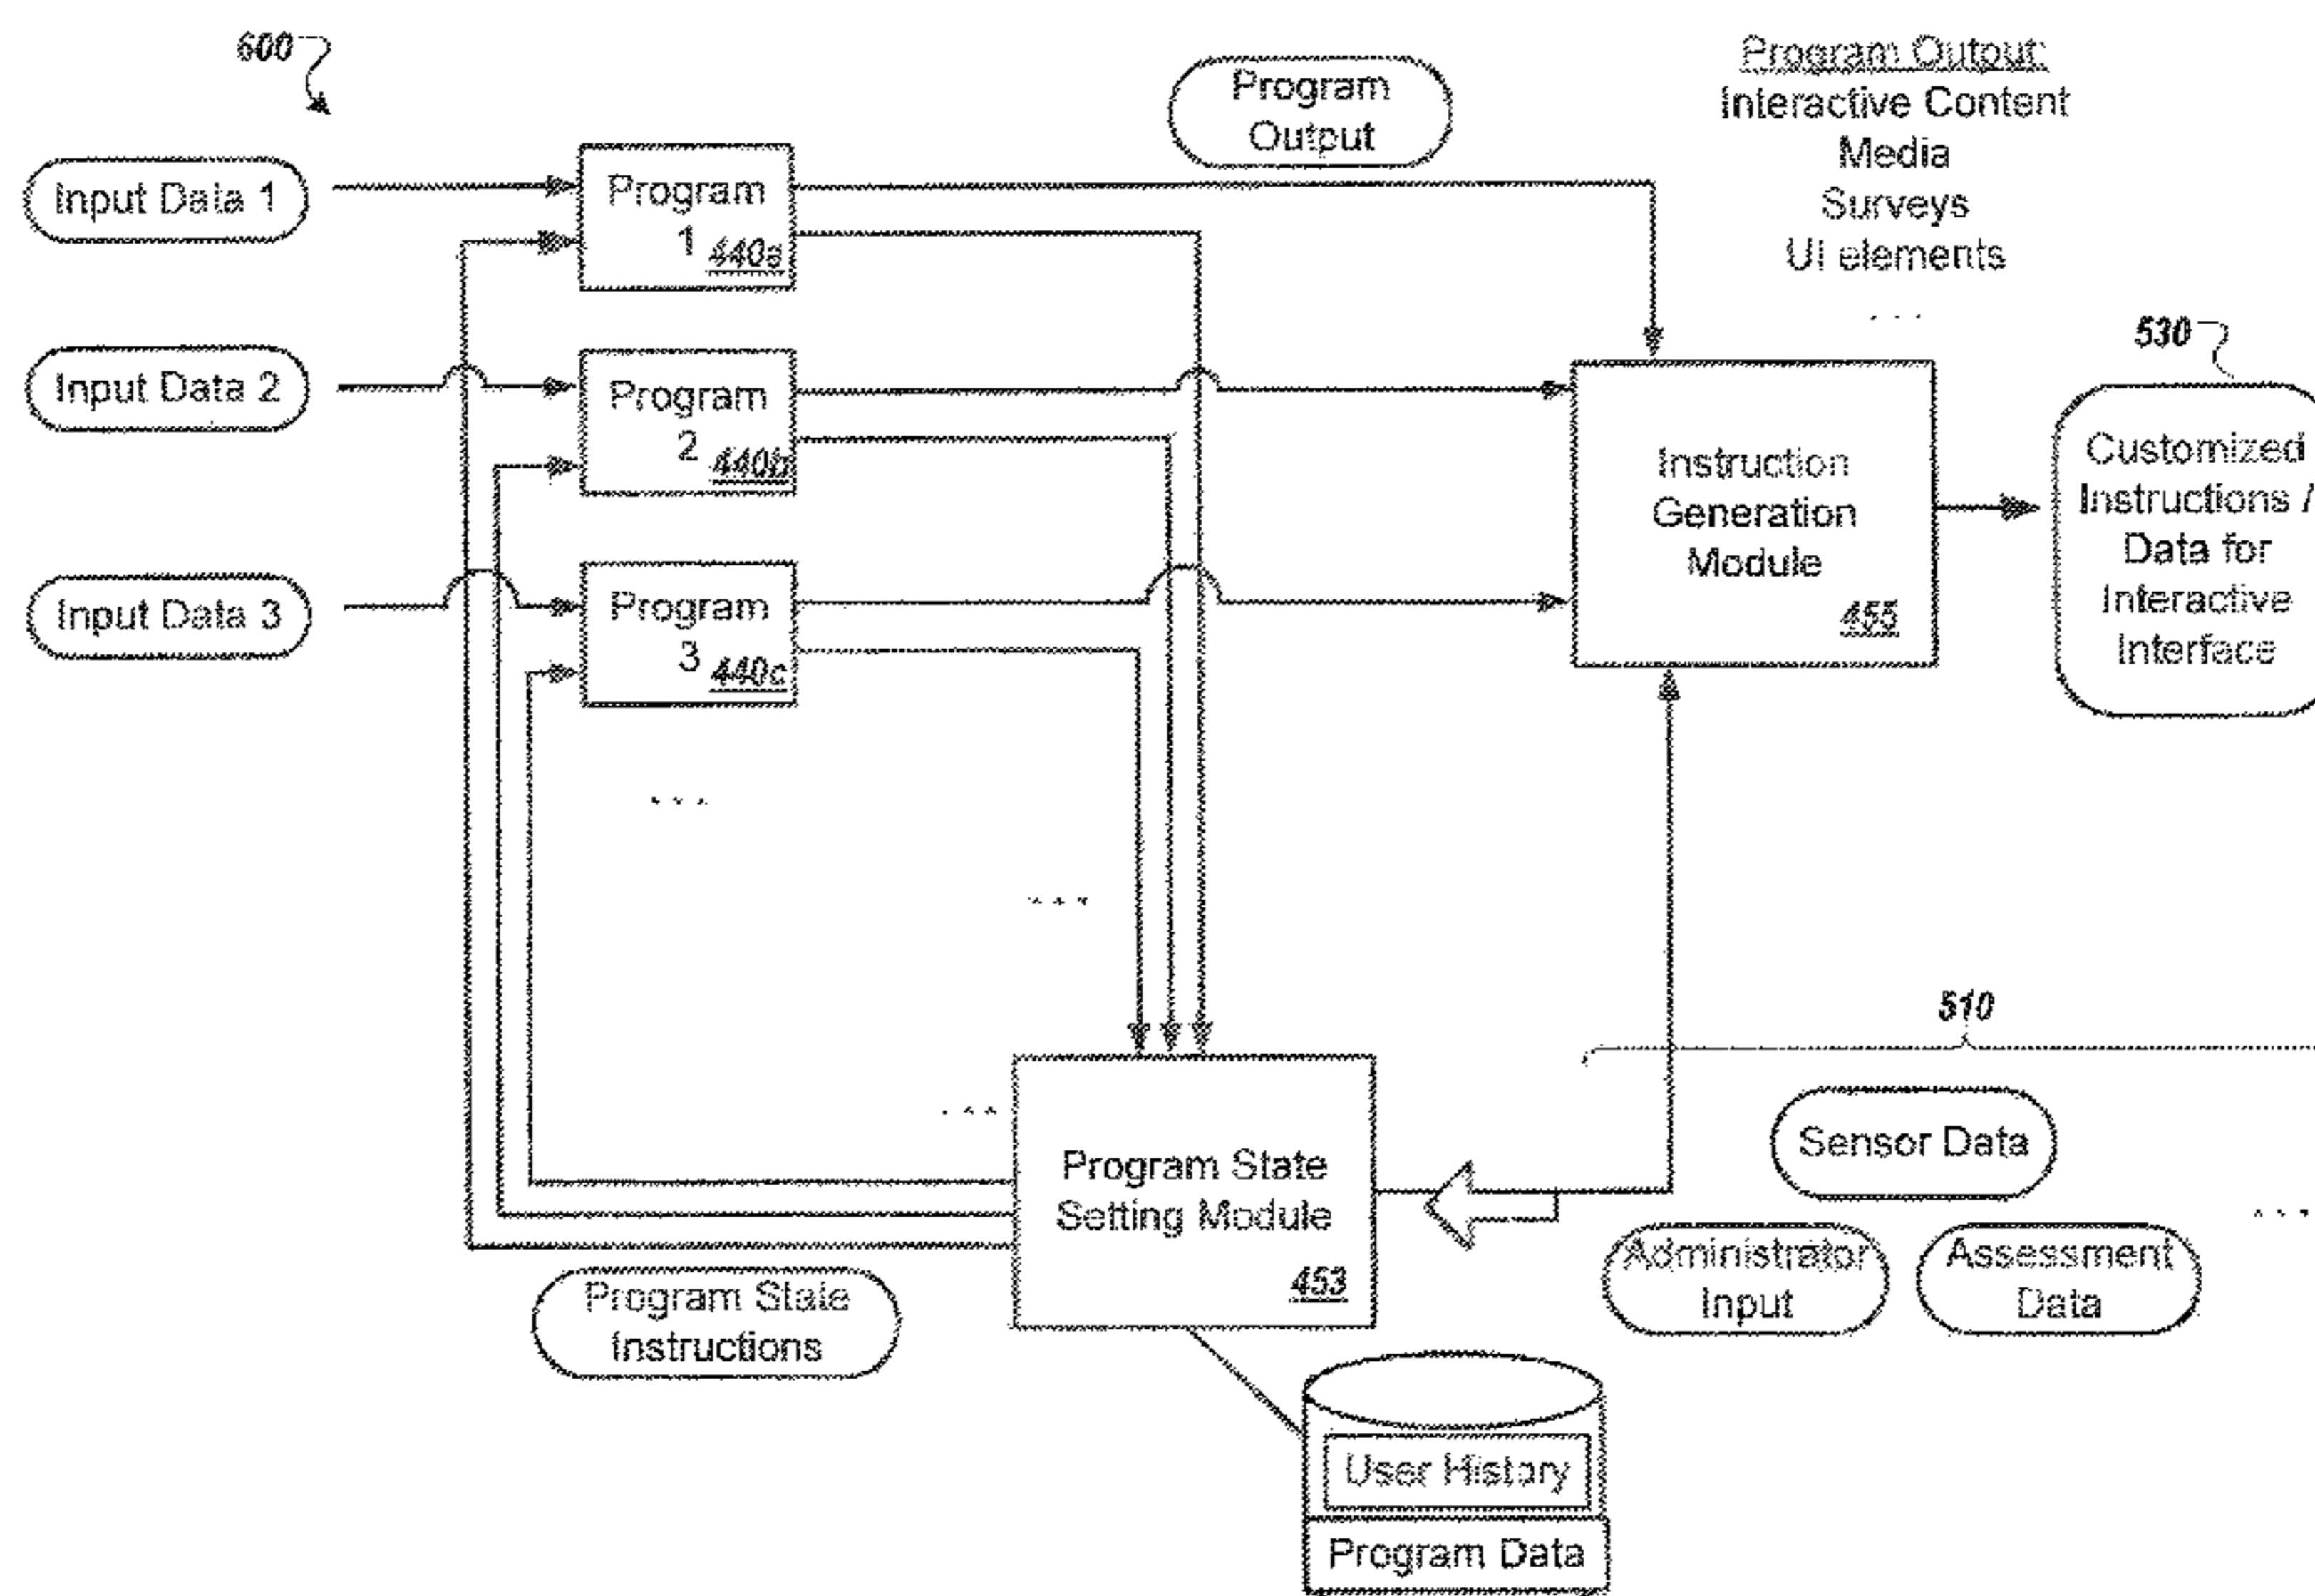 600
Program
Output
Program Output:
Interactive Content
Media
Surveys
UI elements
...
Input Data 1
Program
1 440a
530
Input Data 2
Program
2 440b
Instruction
Generation
Module
455
Customized
Instructions /
Data for
Interactive
Interface
Input Data 3
Program
3 440c
...
...
510
...
Program State
Setting Module
453
Sensor Data
...
Administrator
Input
Assessment
Data
Program State
Instructions
User History
Program Data